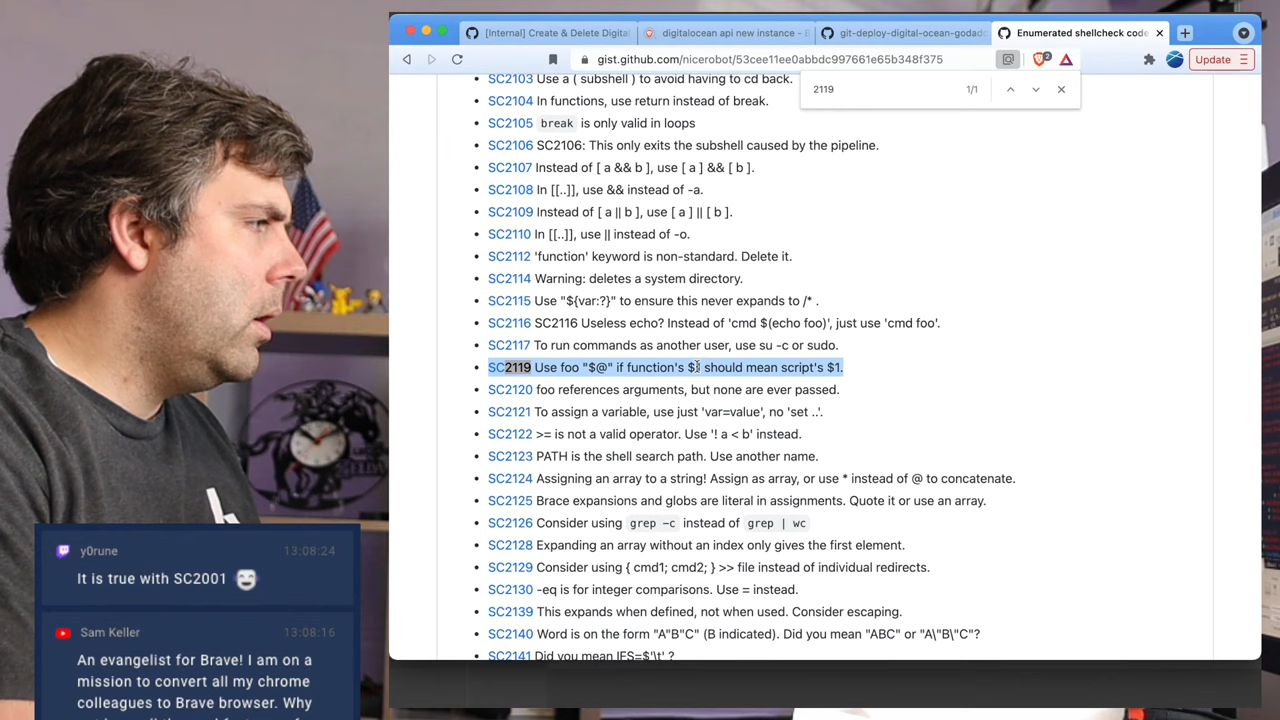 [Internal] Create & Delete Digital
digitalocean api new instance - B
git-deploy-digital-ocean-godadd
Enumerated shellcheck code
gist.github.com/nicerobot/53cee11ee0abbdc997661e65b348f375
2
Update
2119
1/1
SC2103 Use a ( subshell ) to avoid having to cd back.
SC2104 In functions, use return instead of break.
SC2105 break is only valid in loops
SC2106 SC2106: This only exits the subshell caused by the pipeline.
SC2107 Instead of [ a && b ], use [ a ] && [ b ].
SC2108 In [[..]], use && instead of -a.
SC2109 Instead of [ a || b ], use [ a ] || [ b ].
SC2110 In [[..]], use || instead of -o.
SC2112 'function' keyword is non-standard. Delete it.
SC2114 Warning: deletes a system directory.
SC2115 Use "${var:?}" to ensure this never expands to /* .
SC2116 SC2116 Useless echo? Instead of 'cmd $(echo foo)', just use 'cmd foo'.
SC2117 To run commands as another user, use su -c or sudo.
SC2119 Use foo "$@" if function's $ should mean script's $1.
SC2120 foo references arguments, but none are ever passed.
SC2121 To assign a variable, use just 'var=value', no 'set ..'.
SC2122 >= is not a valid operator. Use '! a < b' instead.
SC2123 PATH is the shell search path. Use another name.
SC2124 Assigning an array to a string! Assign as array, or use * instead of @ to concatenate.
SC2125 Brace expansions and globs are literal in assignments. Quote it or use an array.
SC2126 Consider using grep -c instead of grep | wc
SC2128 Expanding an array without an index only gives the first element.
SC2129 Consider using { cmd1; cmd2; } >> file instead of individual redirects.
SC2130 -eq is for integer comparisons. Use = instead.
SC2139 This expands when defined, not when used. Consider escaping.
SC2140 Word is on the form "A"B"C" (B indicated). Did you mean "ABC" or "A\"B\"C"?
SC2141 Did you mean IFS=$'\t' ?
y0rune 13:08:24
It is true with SC2001
Sam Keller 13:08:16
An evangelist for Brave! I am on a
mission to convert all my chrome
colleagues to Brave browser. Why